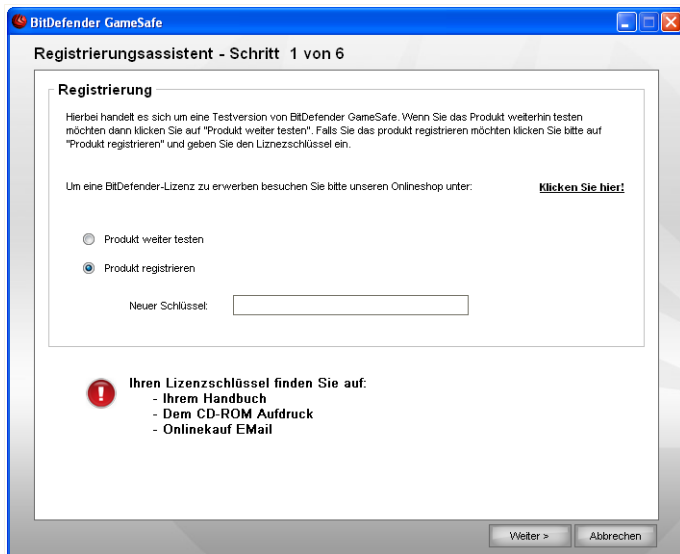 BitDefender GameSafe
Registrierungsassistent - Schritt 1 von 6
Registrierung
Hierbei handelt es sich um eine Testversion von BitDefender GameSafe. Wenn Sie das Produkt weiterhin testen
möchten dann klicken Sie auf "Produkt weiter testen". Falls Sie das produkt registrieren möchten klicken Sie bitte auf
"Produkt registrieren" und geben Sie den Liznezschlüssel ein.
Um eine BitDefender-Lizenz zu erwerben besuchen Sie bitte unseren Onlineshop unter: Klicken Sie hier!
Produkt weiter testen
Produkt registrieren
Neuer Schlüssel:
Ihren Lizenzschlüssel finden Sie auf:
- Ihrem Handbuch
- Dem CD-ROM Aufdruck
- Onlinekauf EMail
Weiter > Abbrechen